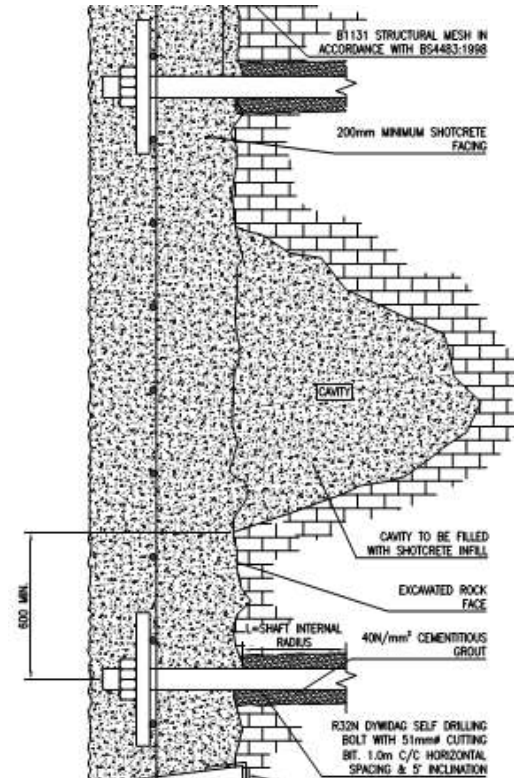 B1131 STRUCTURAL MESH IN
ACCORDANCE WITH BS4483:1998
200mm MINIMUM SHOTCRETE
FACING
CAVITY
CAVITY TO BE FILLED
WITH SHOTCRETE INFILL
EXCAVATED ROCK
FACE
600 MIN.
L=SHAFT INTERNAL
RADIUS
40N/mm² CEMENTITIOUS
GROUT
R32N DYWIDAG SELF DRILLING
BOLT WITH 51mmø CUTTING
BIT. 1.0m C/C HORIZONTAL
SPACING & 5° INCLINATION